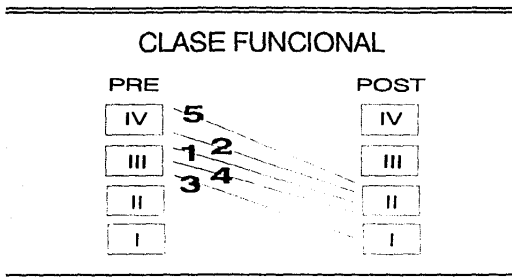 CLASE FUNCIONAL
PRE POST
IV 5 IV
2
III 1 III
4
3
II II
I I